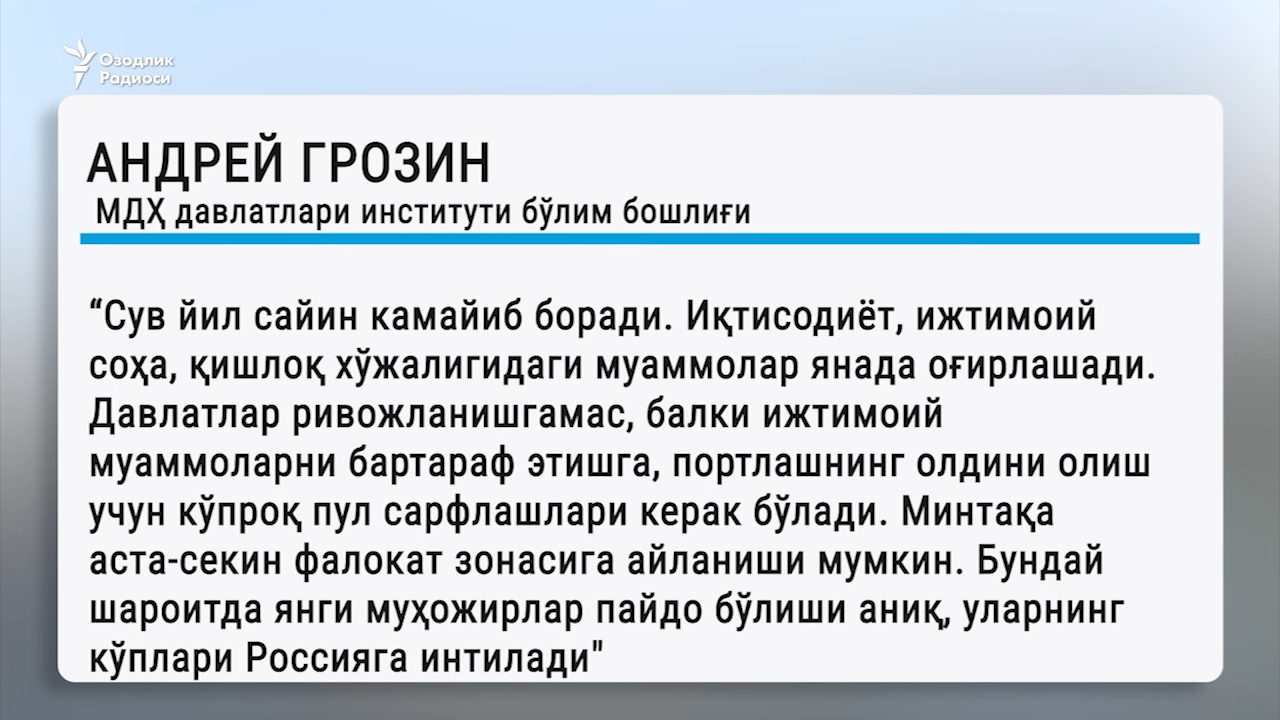 Озодлик
Радиоси
АНДРЕЙ ГРОЗИН
МДҲ давлатлари институти бўлим бошлиғи
“Сув йил сайин камайиб боради. Иқтисодиёт, ижтимоий
соҳа, қишлоқ хўжалигидаги муаммолар янада оғирлашади.
Давлатлар ривожланишгамас, балки ижтимоий
муаммоларни бартараф этишга, портлашнинг олдини олиш
учун кўпроқ пул сарфлашлари керак бўлади. Минтақа
аста-секин фалокат зонасига айланиши мумкин. Бундай
шароитда янги муҳожирлар пайдо бўлиши аниқ, уларнинг
кўплари Россияга интилади"